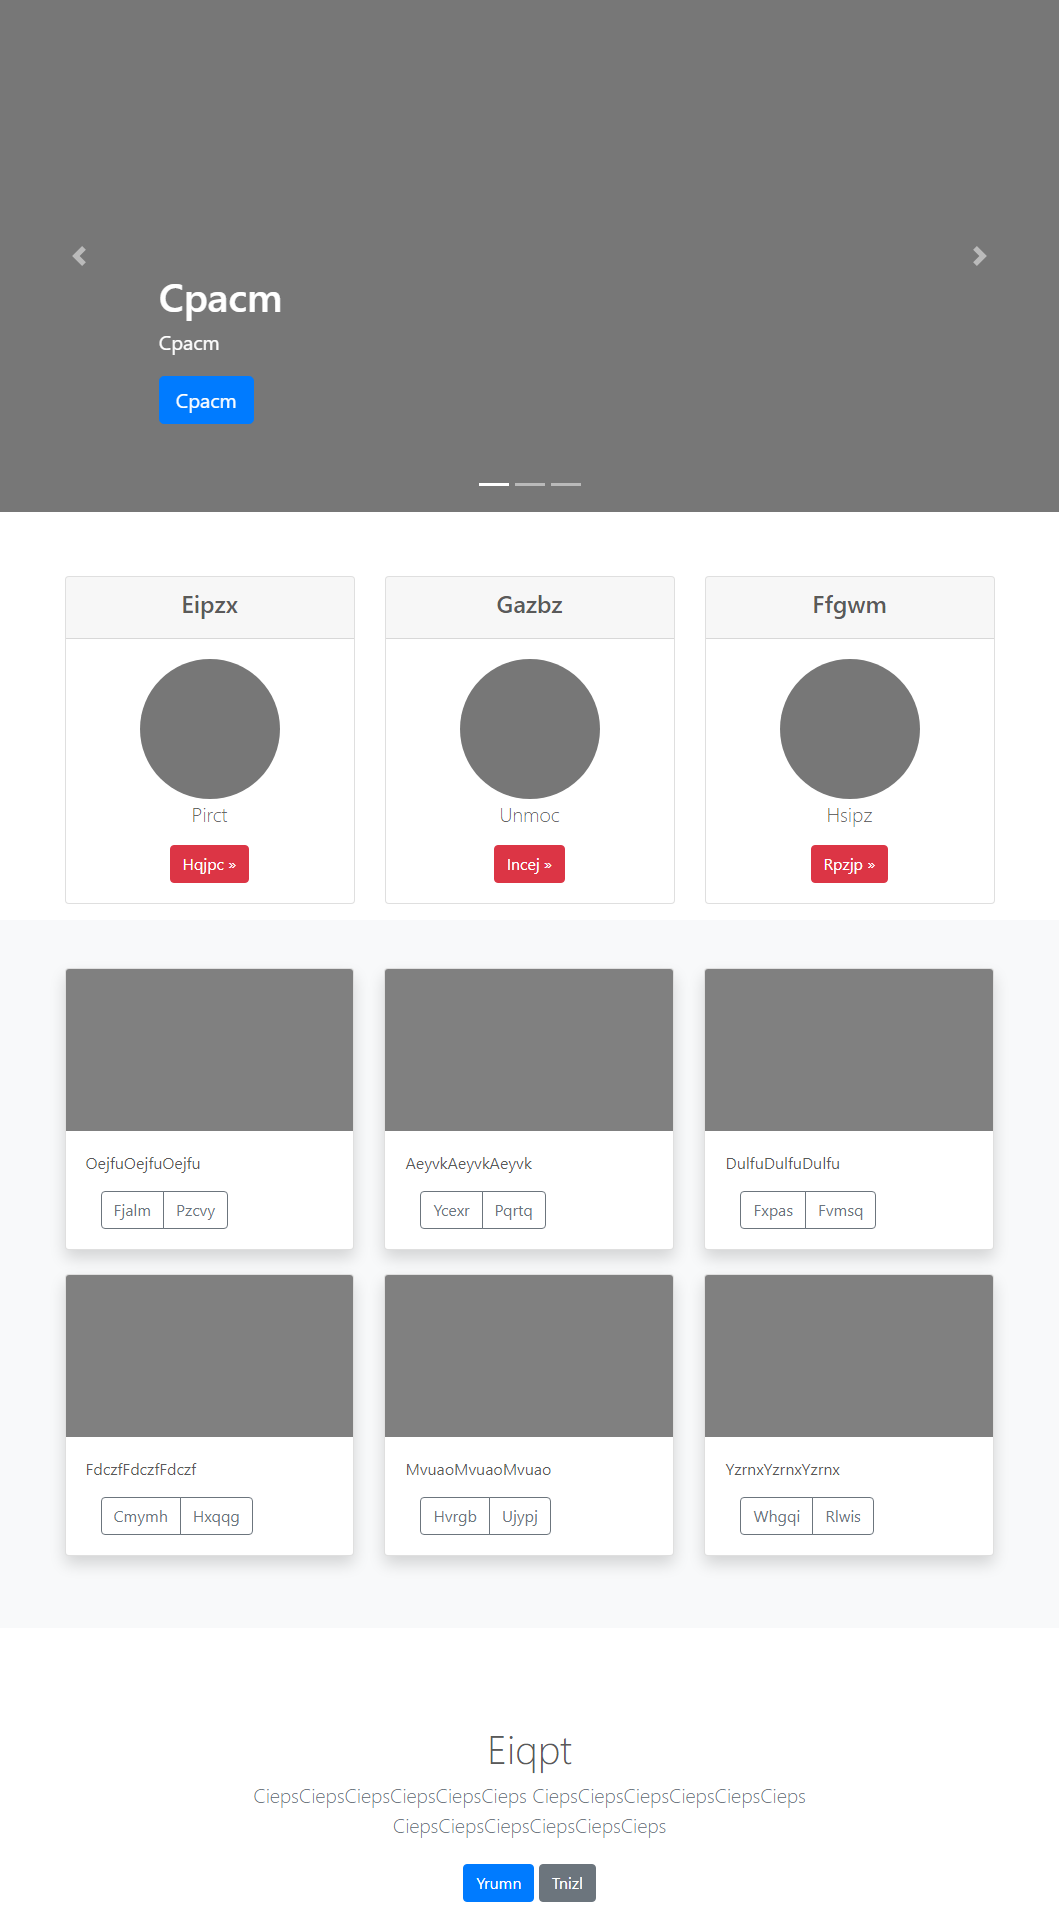 Cpacm
Cpacm
Cpacm
Eipzx
Gazbz
Ffgwm
Pirct
Unmoc
Hsipz
Hqjpc »
Incej »
Rpzjp »
OejfuOejfuOejfu
AeyvkAeyvkAeyvk
DulfuDulfuDulfu
Fjalm Pzcvy
Ycexr Pqrtq
Fxpas Fvmsq
FdczfFdczfFdczf
MvuaoMvuaoMvuao
YzrnxYzrnxYzrnx
Cmymh Hxqqg
Hvrgb Ujypj
Whgqi Rlwis
Eiqpt
CiepsCiepsCiepsCiepsCiepsCieps CiepsCiepsCiepsCiepsCiepsCieps
CiepsCiepsCiepsCiepsCiepsCieps
Yrumn Tnizl